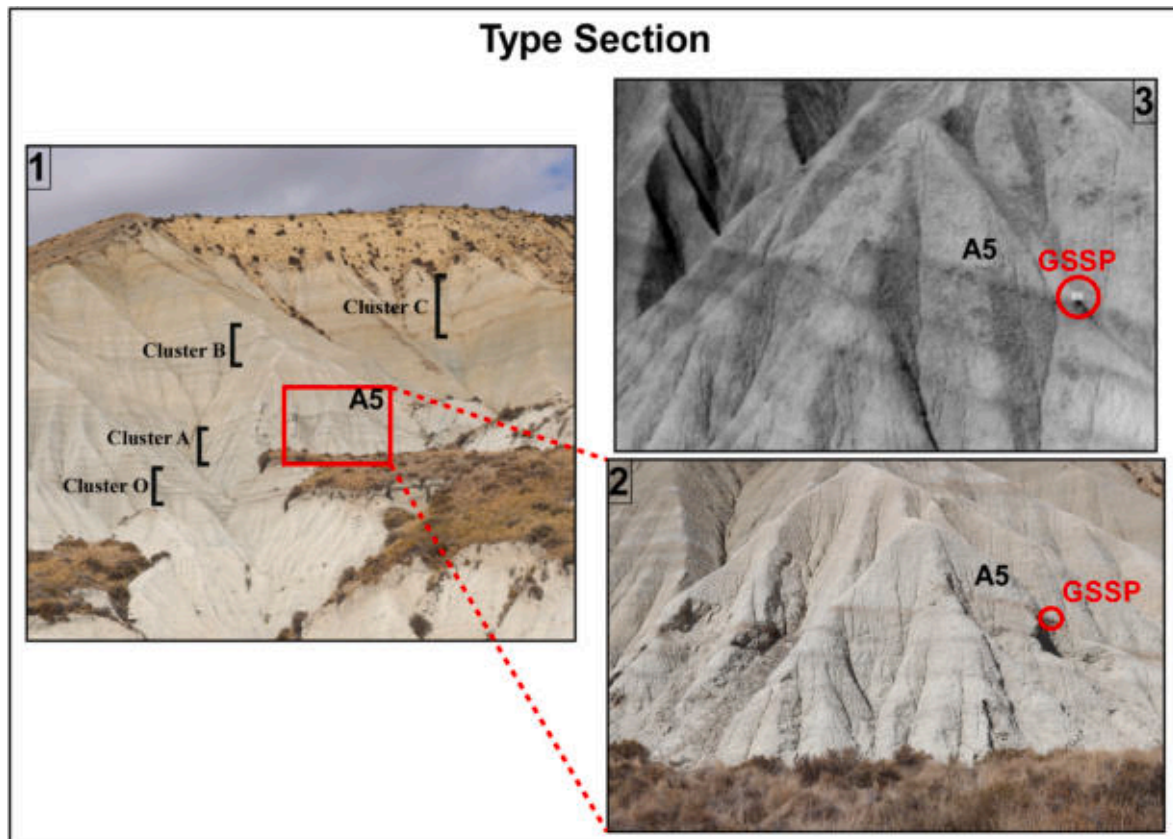 Type Section
1
Cluster C
Cluster B
A5
Cluster A
Cluster O
3
A5
GSSP
2
A5
GSSP